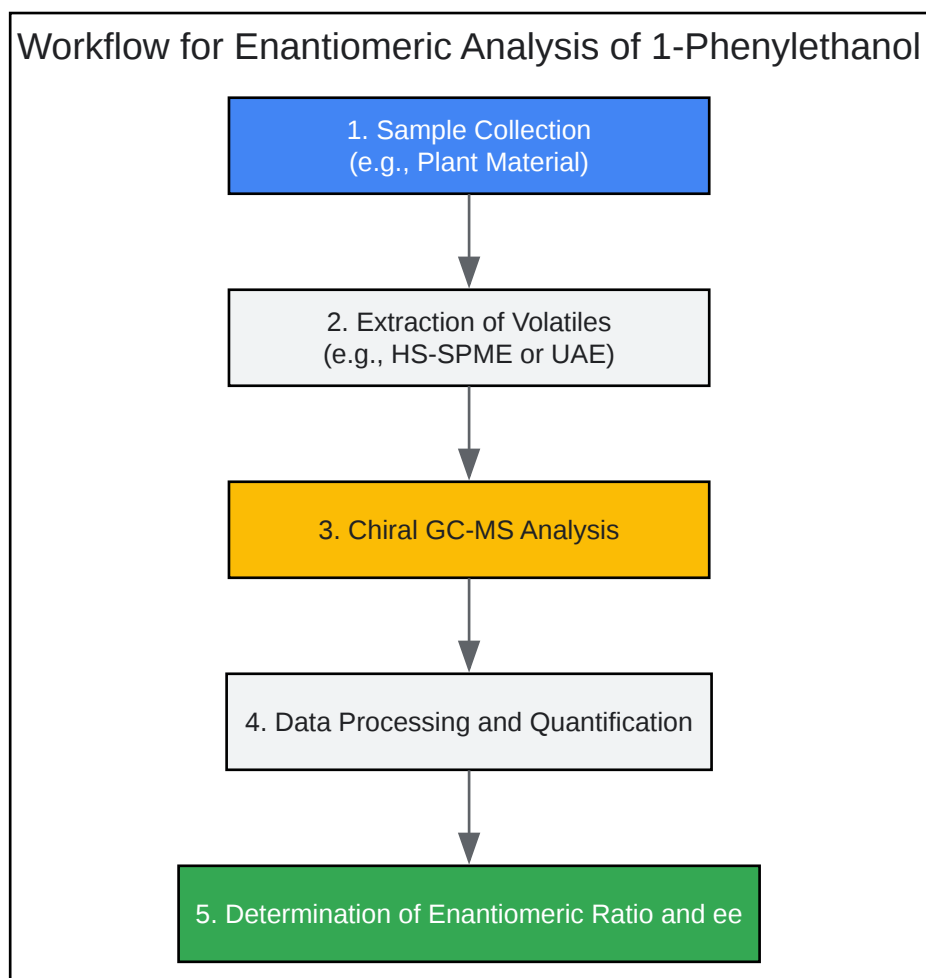 Workflow for Enantiomeric Analysis of 1-Phenylethanol
1. Sample Collection
(e.g., Plant Material)
2. Extraction of Volatiles
(e.g., HS-SPME or UAE)
3. Chiral GC-MS Analysis
4. Data Processing and Quantification
5. Determination of Enantiomeric Ratio and ee